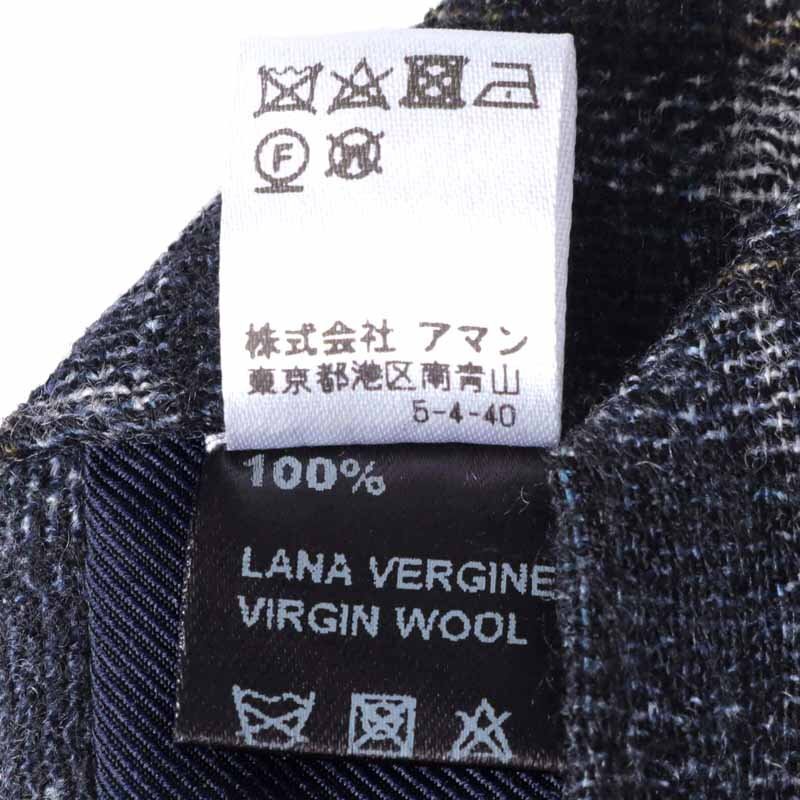 F
W
株式会社 アマン
東京都港区南青山
5-4-40
100%
LANA VERGINE
VIRGIN WOOL